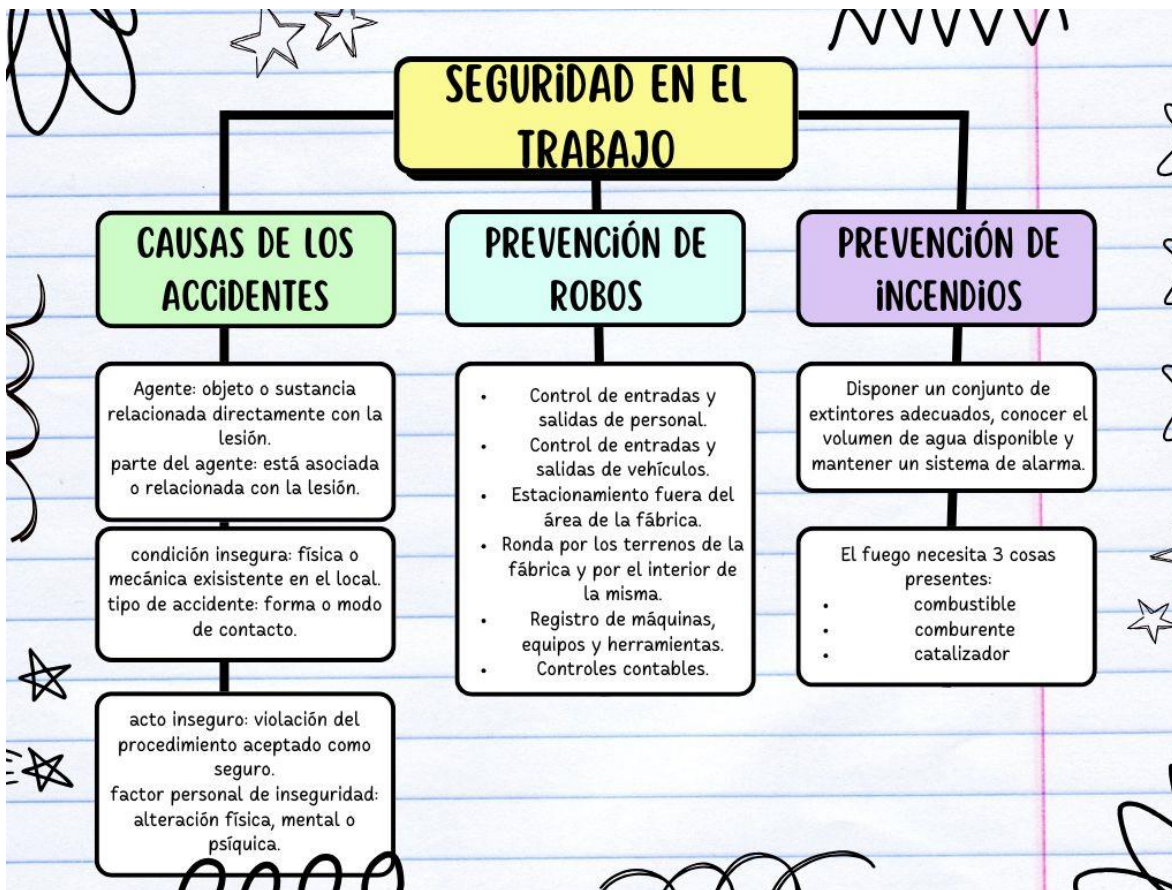 SEGURIDAD EN EL
TRABAJO
CAUSAS DE LOS
ACCIDENTES
Agente: objeto o sustancia
relacionada directamente con la
lesión.
parte del agente: está asociada
o relacionada con la lesión.
condición insegura: física o
mecánica exisistente en el local.
tipo de accidente: forma o modo
de contacto.
acto inseguro: violación del
procedimiento aceptado como
seguro.
factor personal de inseguridad:
alteración física, mental o
psíquica.
PREVENCIÓN DE
ROBOS
• Control de entradas y
salidas de personal.
• Control de entradas y
salidas de vehículos.
• Estacionamiento fuera del
área de la fábrica.
• Ronda por los terrenos de la
fábrica y por el interior de
la misma.
• Registro de máquinas,
equipos y herramientas.
• Controles contables.
PREVENCIÓN DE
INCENDIOS
Disponer un conjunto de
extintores adecuados, conocer el
volumen de agua disponible y
mantener un sistema de alarma.
El fuego necesita 3 cosas
presentes:
• combustible
• comburente
• catalizador